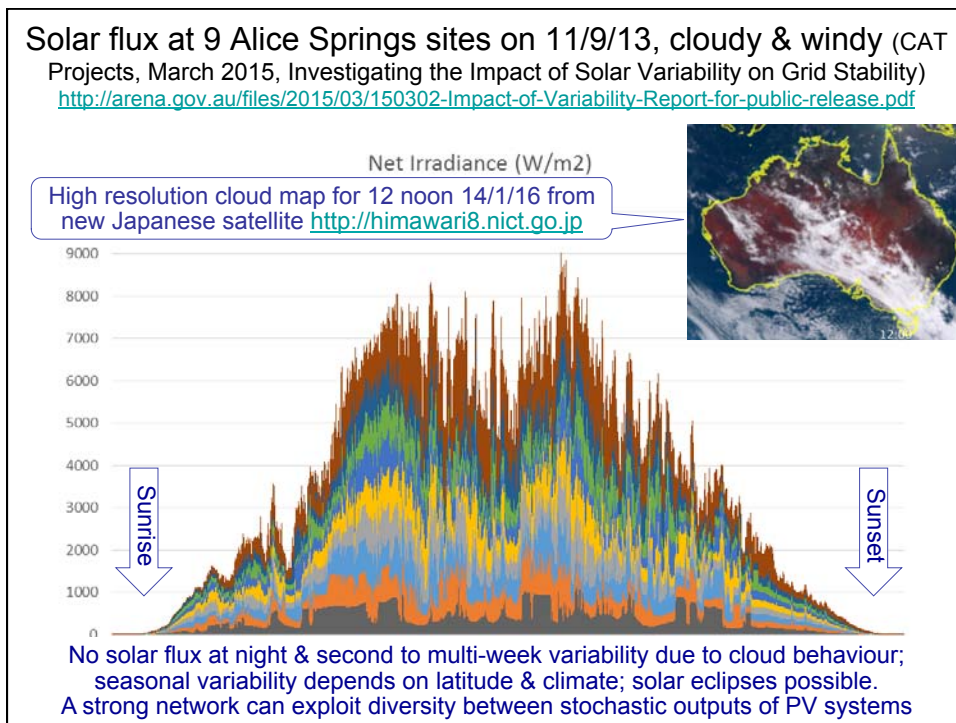 Solar flux at 9 Alice Springs sites on 11/9/13, cloudy & windy (CAT
Projects, March 2015, Investigating the Impact of Solar Variability on Grid Stability)
http://arena.gov.au/files/2015/03/150302-Impact-of-Variability-Report-for-public-release.pdf
Net Irradiance (W/m2)
High resolution cloud map for 12 noon 14/1/16 from
new Japanese satellite http://himawari8.nict.go.jp
12:00
9000
8000
7000
6000
5000
4000
3000
2000
1000
0
Sunrise
Sunset
No solar flux at night & second to multi-week variability due to cloud behaviour;
seasonal variability depends on latitude & climate; solar eclipses possible.
A strong network can exploit diversity between stochastic outputs of PV systems